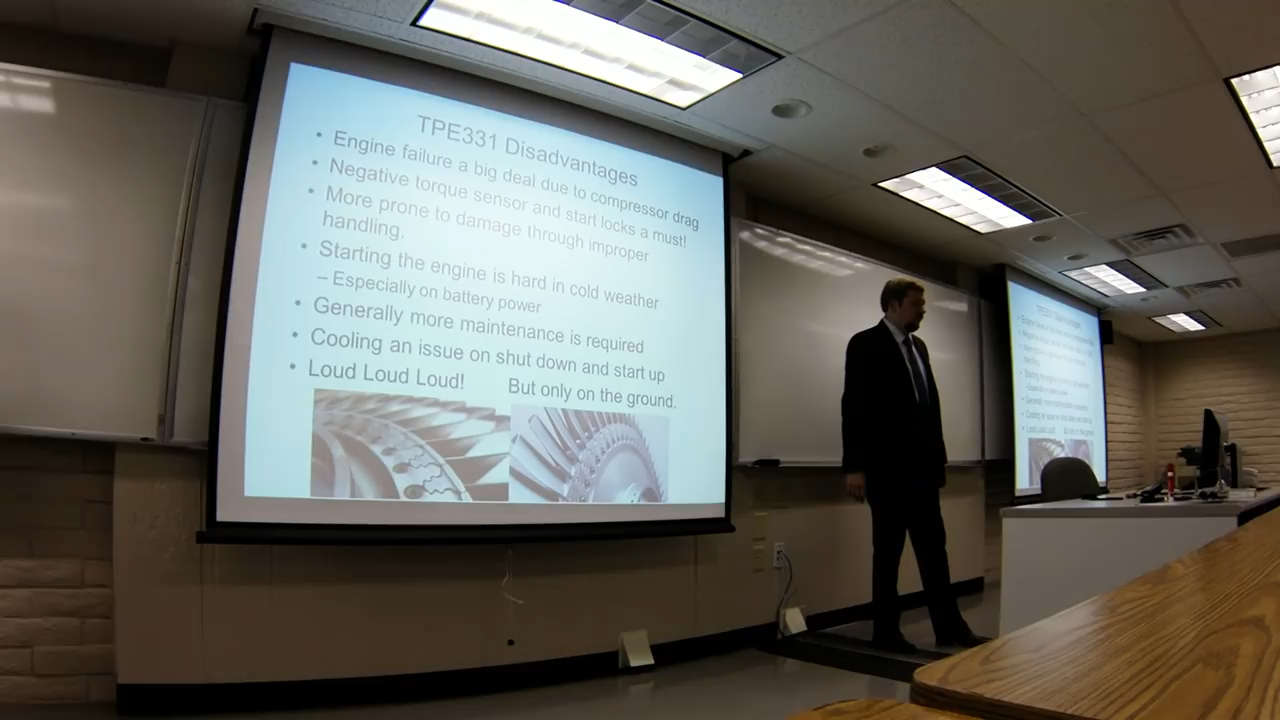 TPE331 Disadvantages
• Engine failure a big deal due to compressor drag
• Negative torque sensor and start locks a must!
• More prone to damage through improper
handling.
• Starting the engine is hard in cold weather
– Especially on battery power
• Generally more maintenance is required
• Cooling an issue on shut down and start up
• Loud Loud Loud! But only on the ground.